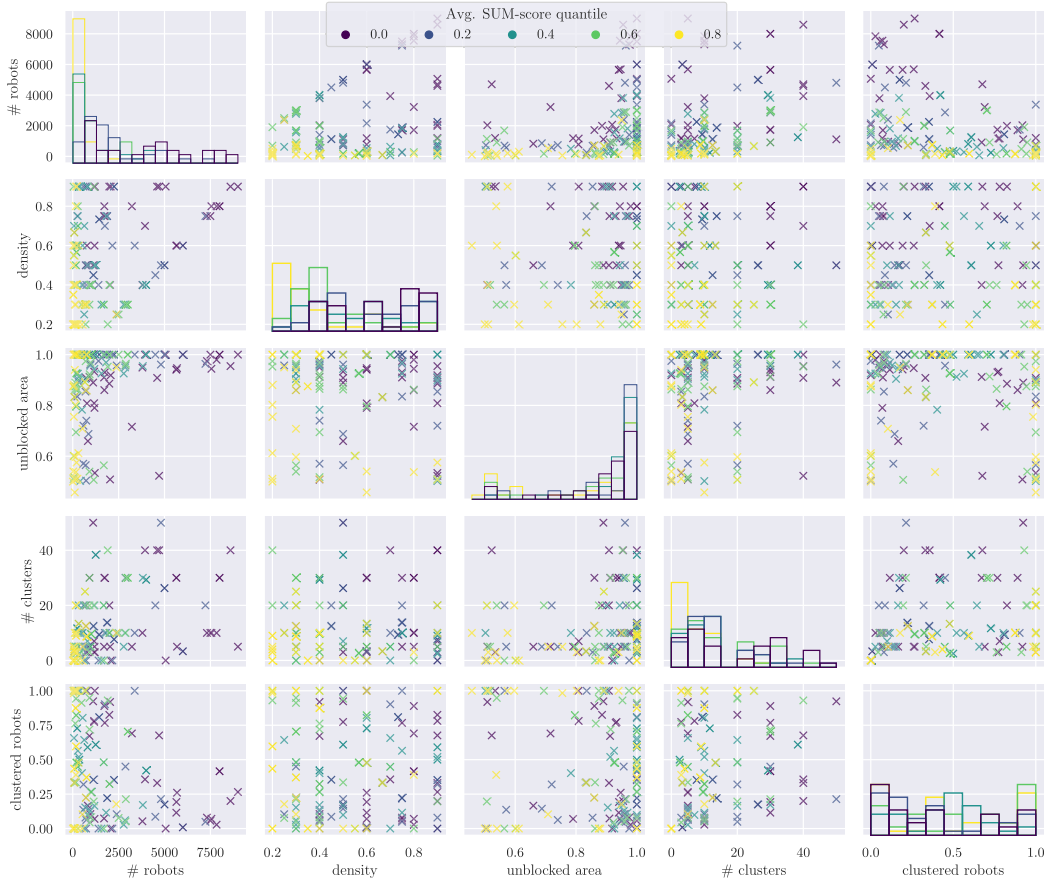 Avg. SUM-score quantile
0.0 0.2 0.4 0.6 0.8
# robots
8000
6000
4000
2000
0
density
0.8
0.6
0.4
0.2
unblocked area
1.0
0.8
0.6
# clusters
40
20
0
clustered robots
1.00
0.75
0.50
0.25
0.00
0 2500 5000 7500
0.2 0.4 0.6 0.8
0.6 0.8 1.0
0 20 40
0.0 0.5 1.0
# robots density unblocked area # clusters clustered robots